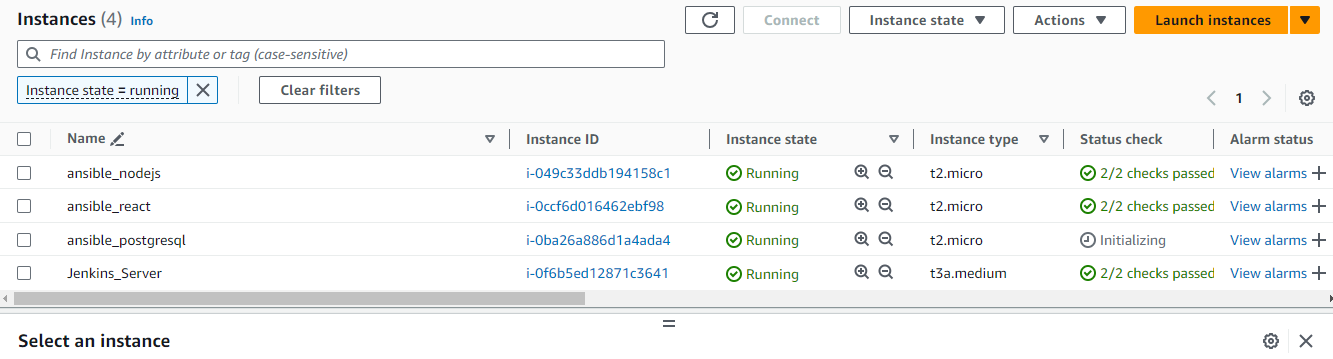 Instances (4) Info
Connect Instance state Actions Launch instances
Find Instance by attribute or tag (case-sensitive)
Instance state = running Clear filters
1
Name Instance ID Instance state Instance type Status check Alarm status
ansible_nodejs i-049c33ddb194158c1 Running t2.micro 2/2 checks passed View alarms
ansible_react i-0ccf6d016462ebf98 Running t2.micro 2/2 checks passed View alarms
ansible_postgresql i-0ba26a886d1a4ada4 Running t2.micro Initializing View alarms
Jenkins_Server i-0f6b5ed12871c3641 Running t3a.medium 2/2 checks passed View alarms
Select an instance